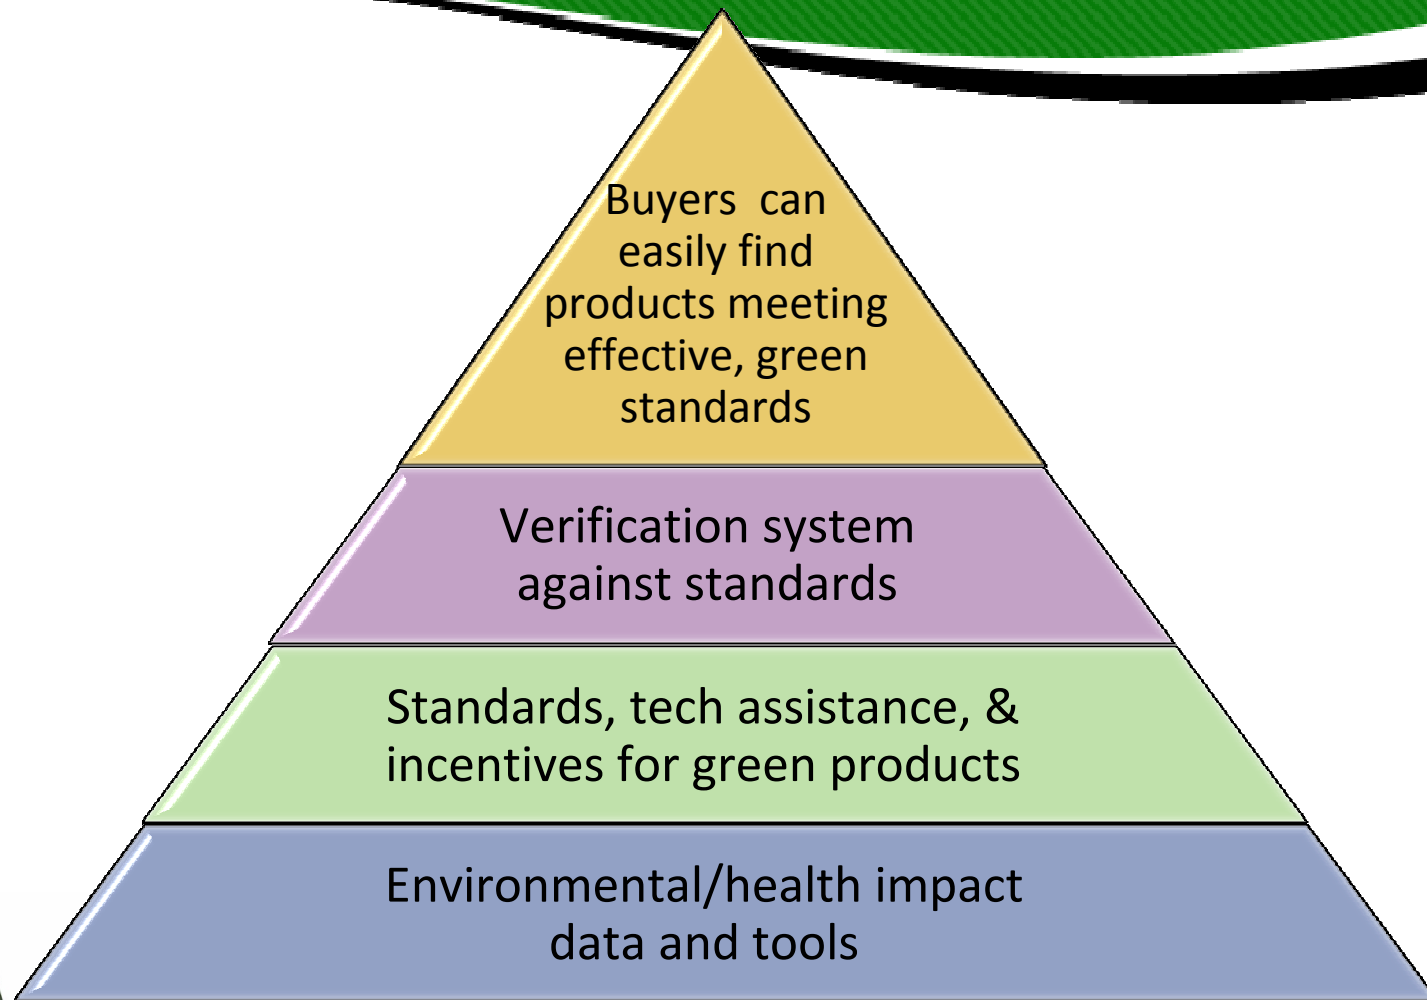 Buyers can
easily find
products meeting
effective, green
standards
Verification system
against standards
Standards, tech assistance, &
incentives for green products
Environmental/health impact
data and tools